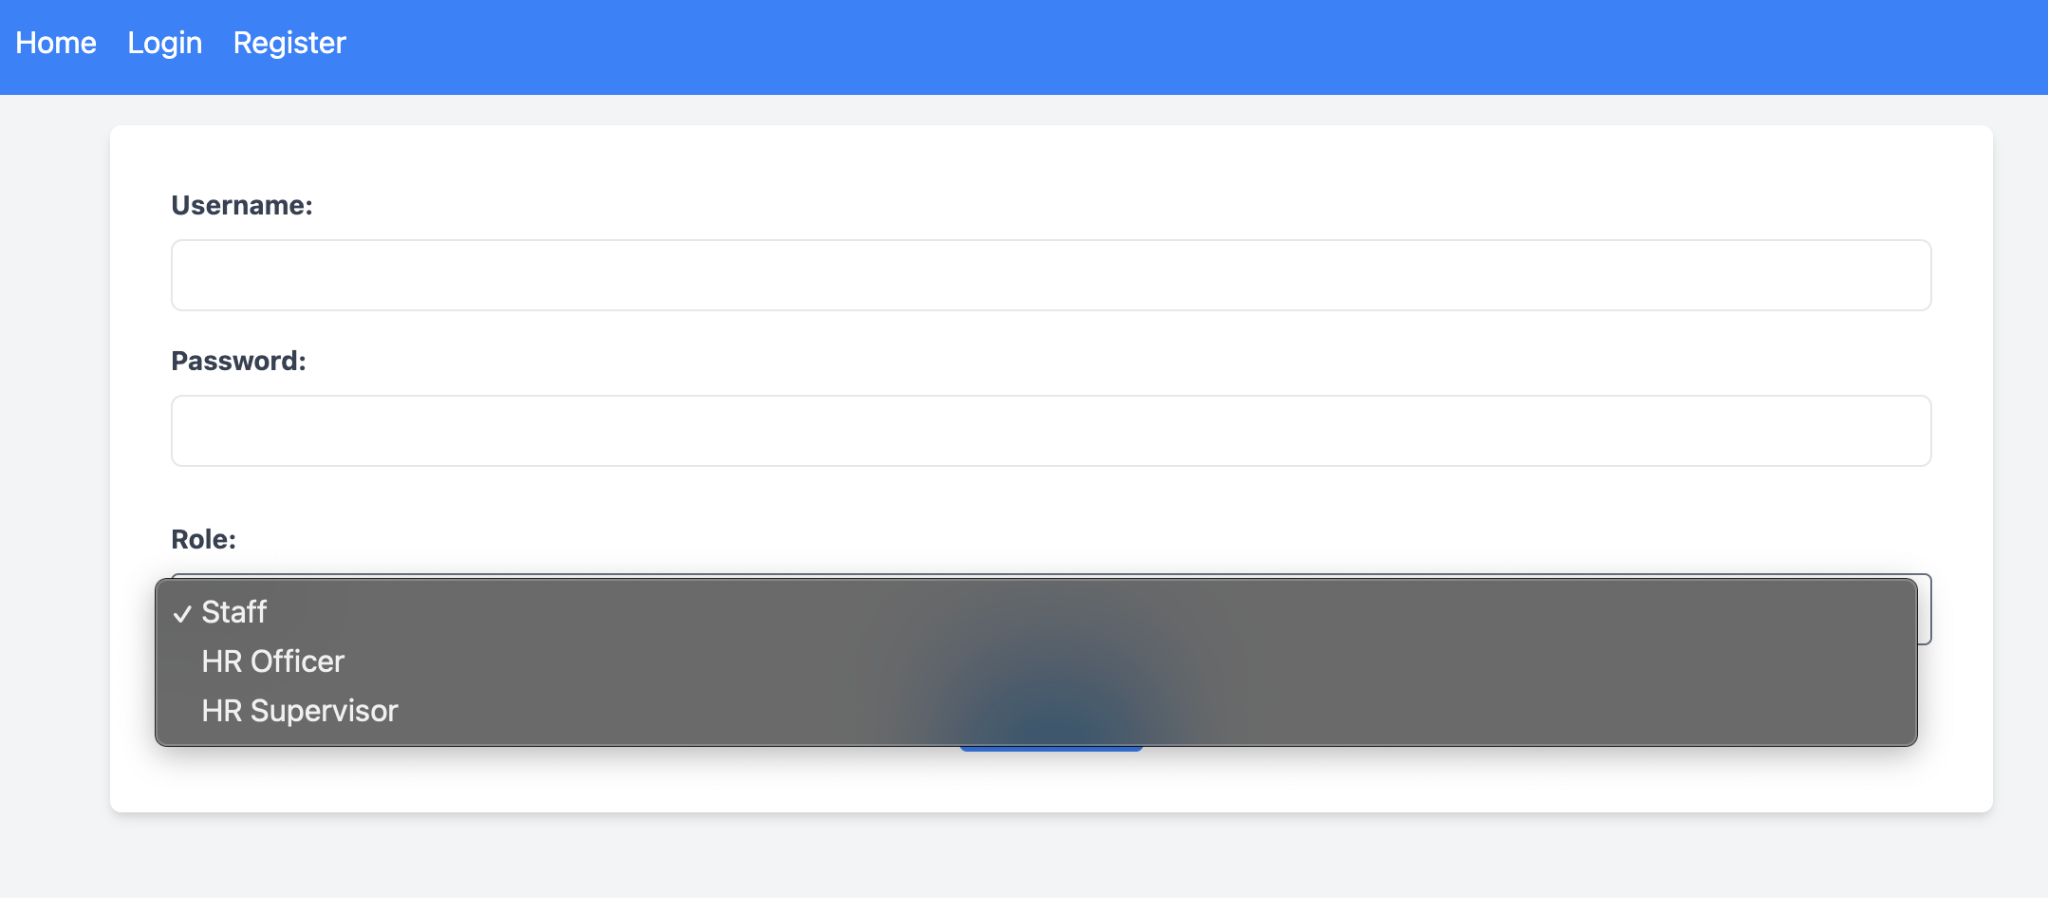 Home Login Register
Username:
Password:
Role:
✓ Staff
HR Officer
HR Supervisor